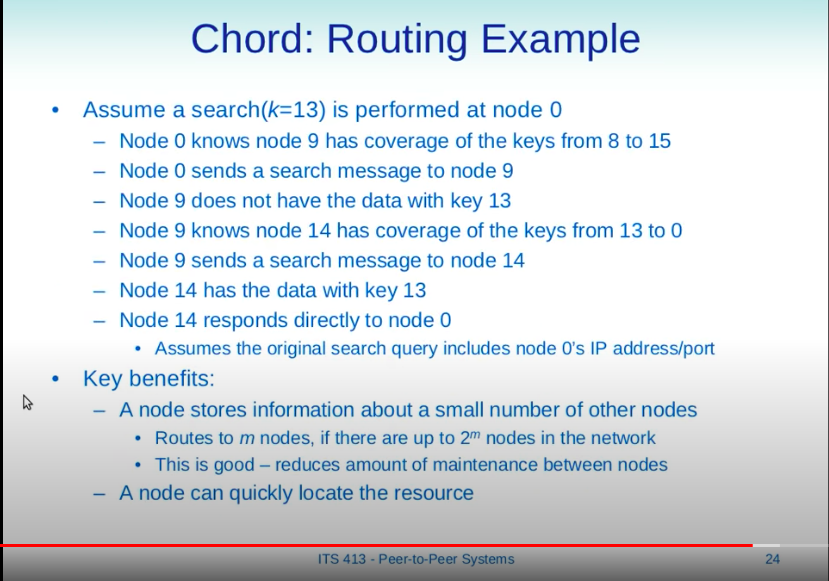 Chord: Routing Example
• Assume a search(k=13) is performed at node 0
– Node 0 knows node 9 has coverage of the keys from 8 to 15
– Node 0 sends a search message to node 9
– Node 9 does not have the data with key 13
– Node 9 knows node 14 has coverage of the keys from 13 to 0
– Node 9 sends a search message to node 14
– Node 14 has the data with key 13
– Node 14 responds directly to node 0
• Assumes the original search query includes node 0's IP address/port
• Key benefits:
– A node stores information about a small number of other nodes
• Routes to m nodes, if there are up to 2ᵐ nodes in the network
• This is good – reduces amount of maintenance between nodes
– A node can quickly locate the resource
ITS 413 - Peer-to-Peer Systems 24